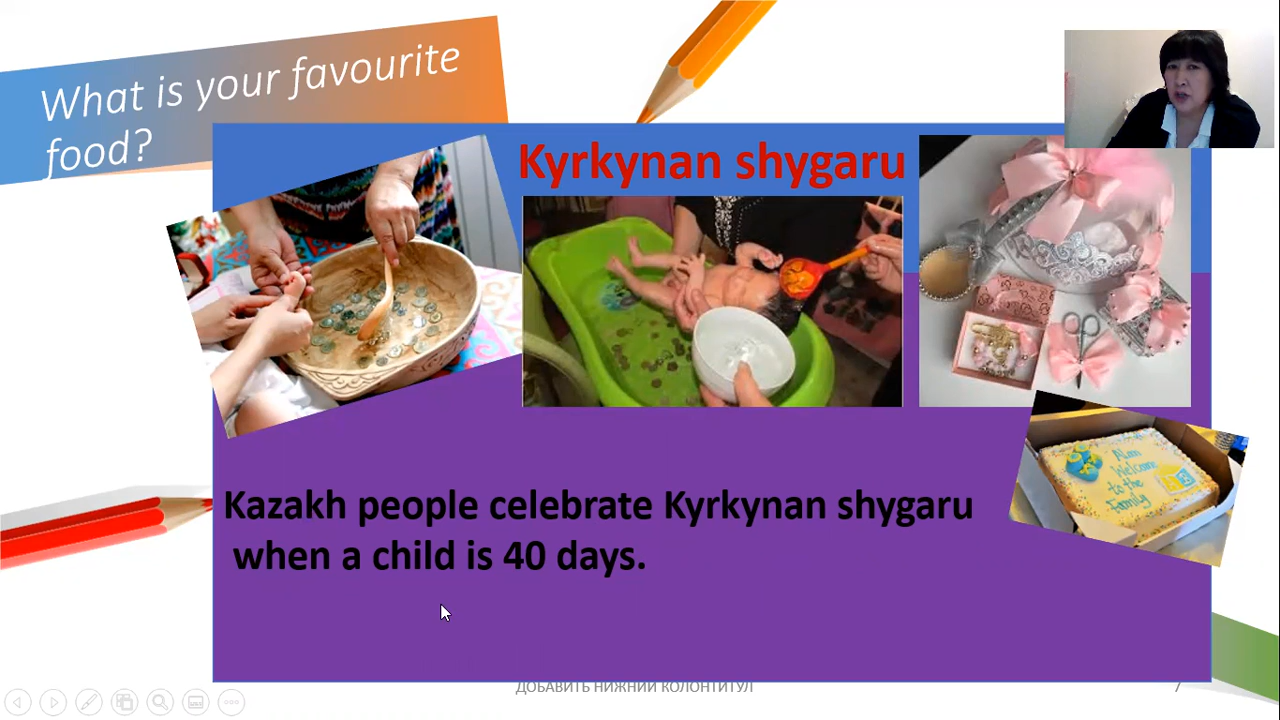 What is your favourite
food?
Kyrkynan shygaru
Alan
Welcome
to the
Family
Kazakh people celebrate Kyrkynan shygaru
when a child is 40 days.
ДОБАВИТЬ НИЖНИЙ КОЛОНТИТУЛ
7